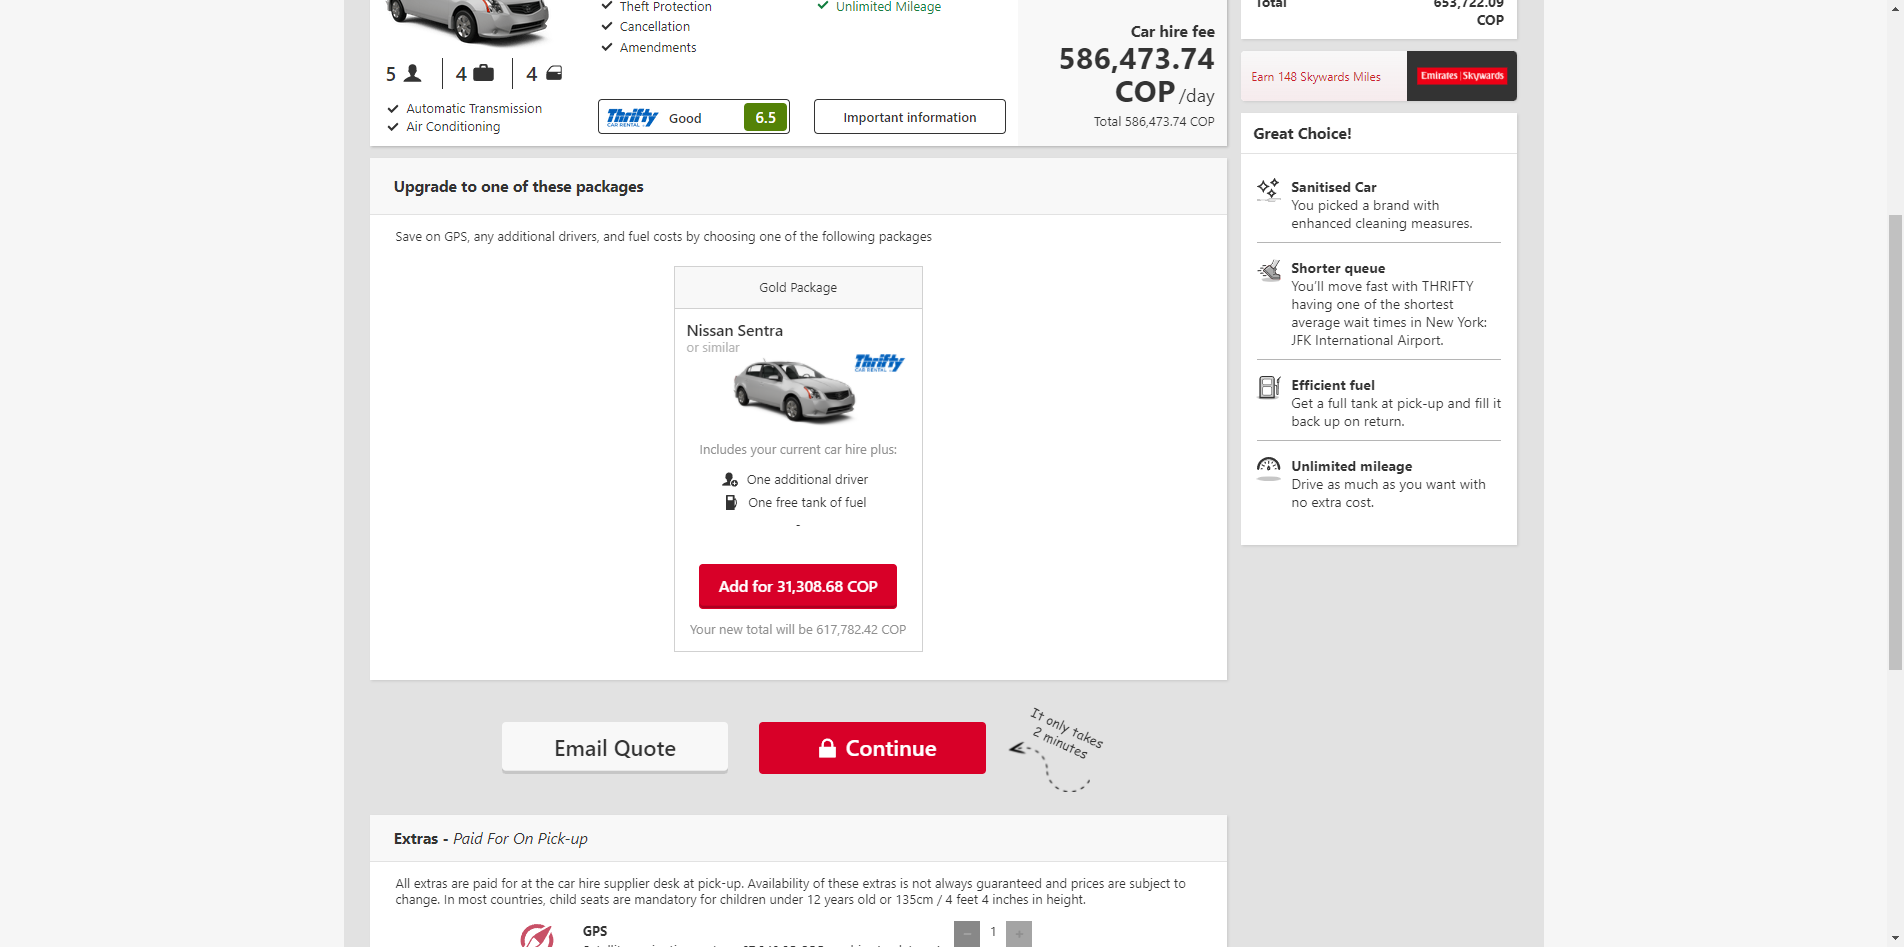 Theft Protection
Cancellation
Amendments
Unlimited Mileage
5
4
4
Automatic Transmission
Air Conditioning
Thrifty
CAR RENTAL
Good
6.5
Important information
Car hire fee
586,473.74
COP /day
Total 586,473.74 COP
Upgrade to one of these packages
Save on GPS, any additional drivers, and fuel costs by choosing one of the following packages
Gold Package
Nissan Sentra
or similar
Thrifty
CAR RENTAL
Includes your current car hire plus:
One additional driver
One free tank of fuel
-
Add for 31,308.68 COP
Your new total will be 617,782.42 COP
Email Quote
Continue
It only takes
2 minutes
Extras - Paid For On Pick-up
All extras are paid for at the car hire supplier desk at pick-up. Availability of these extras is not always guaranteed and prices are subject to
change. In most countries, child seats are mandatory for children under 12 years old or 135cm / 4 feet 4 inches in height.
GPS
- 1 +
Total 653,722.09
COP
Earn 148 Skywards Miles
Emirates | Skywards
Great Choice!
Sanitised Car
You picked a brand with
enhanced cleaning measures.
Shorter queue
You'll move fast with THRIFTY
having one of the shortest
average wait times in New York:
JFK International Airport.
Efficient fuel
Get a full tank at pick-up and fill it
back up on return.
Unlimited mileage
Drive as much as you want with
no extra cost.